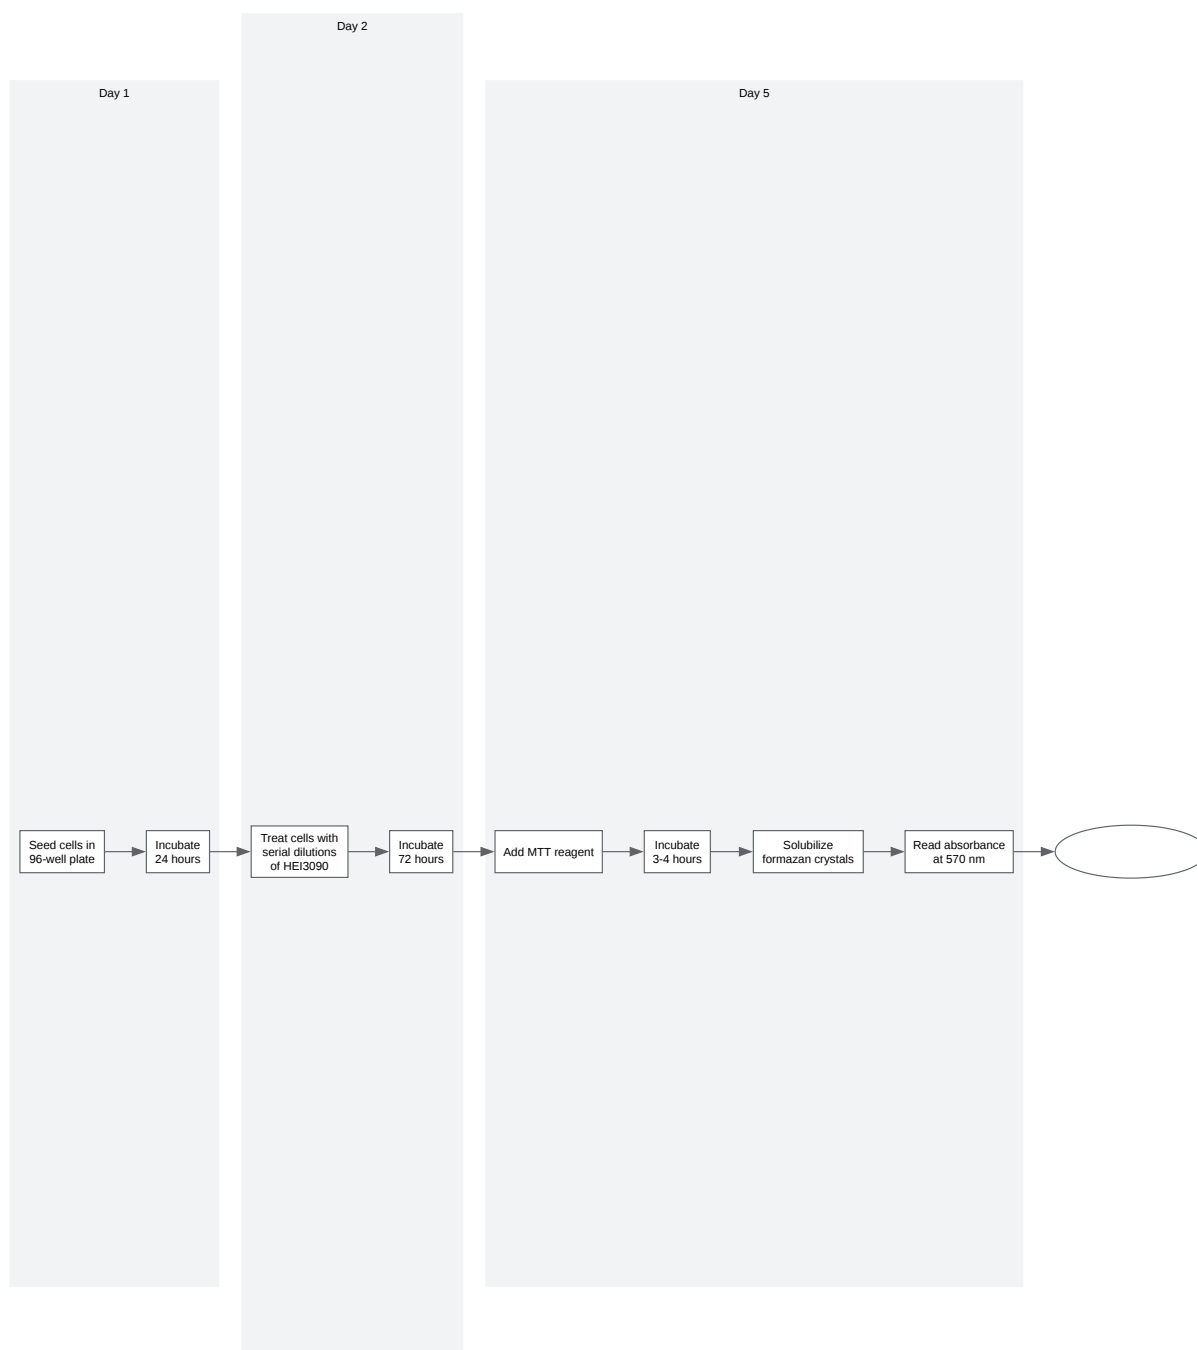 Day 1
Seed cells in
96-well plate
Incubate
24 hours
Day 2
Treat cells with
serial dilutions
of HEI3090
Incubate
72 hours
Day 5
Add MTT reagent
Incubate
3-4 hours
Solubilize
formazan crystals
Read absorbance
at 570 nm